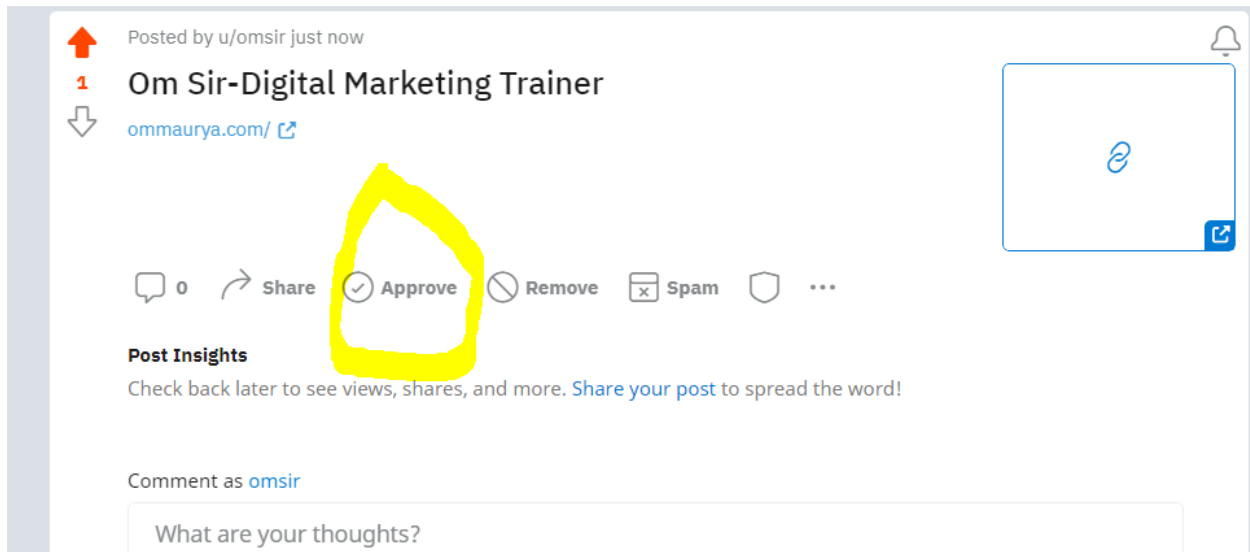 Posted by u/omsir just now
1
Om Sir-Digital Marketing Trainer
ommaurya.com/
0 Share Approve Remove Spam
Post Insights
Check back later to see views, shares, and more. Share your post to spread the word!
Comment as omsir
What are your thoughts?